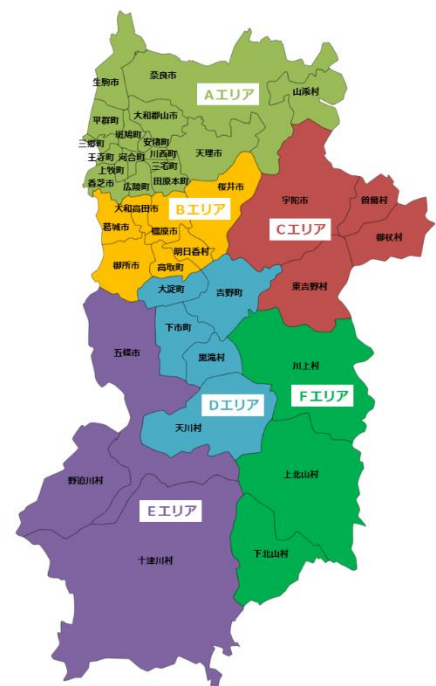 生駒市
奈良市
Aエリア
山添村
平群町
大和郡山市
斑鳩町
安堵町
三郷町
王寺町
河合町
川西町
三宅町
天理市
上牧町
香芝市
広陵町
田原本町
桜井市
大和高田市
Bエリア
宇陀市
曽爾村
葛城市
橿原市
Cエリア
御杖村
明日香村
御所市
高取町
大淀町
吉野町
東吉野村
下市町
五條市
黒滝村
川上村
Dエリア
Fエリア
天川村
上北山村
野迫川村
Eエリア
十津川村
下北山村